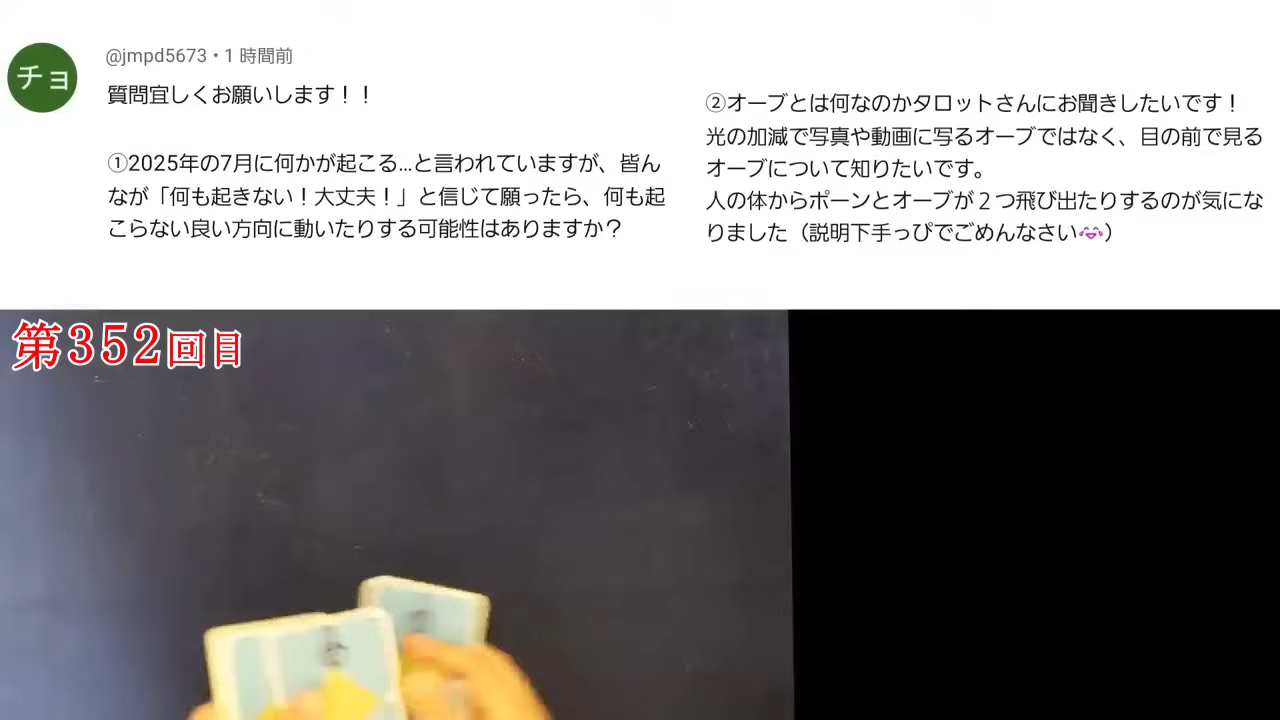 チョ
@jmpd5673・1 時間前
質問宜しくお願いします！！
①2025年の7月に何かが起こる…と言われていますが、皆ん
なが「何も起きない！大丈夫！」と信じて願ったら、何も起
こらない良い方向に動いたりする可能性はありますか？
②オーブとは何なのかタロットさんにお聞きしたいです！
光の加減で写真や動画に写るオーブではなく、目の前で見る
オーブについて知りたいです。
人の体からポーンとオーブが２つ飛び出たりするのが気にな
りました（説明下手っぴでごめんなさい😂）
第352回目